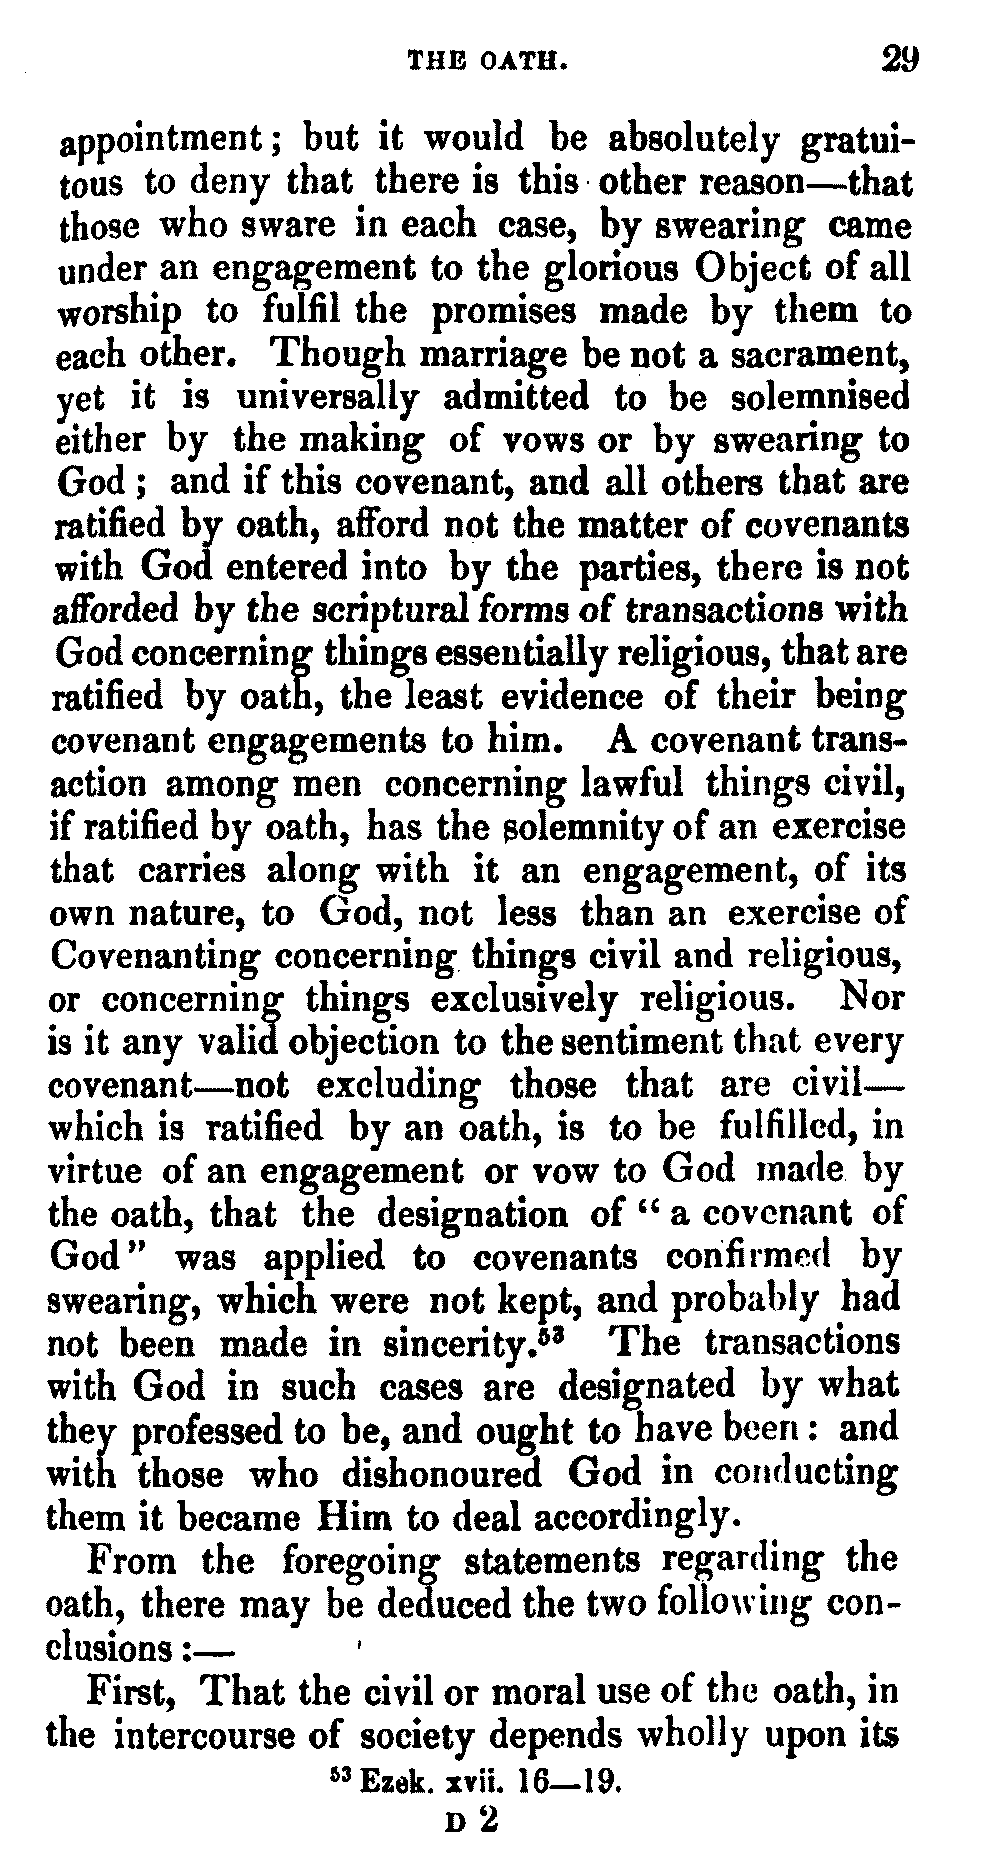 THE OATH. 29
appointment; but it would be absolutely gratui-
tous to deny that there is this other reason—that
those who sware in each case, by swearing came
under an engagement to the glorious Object of all
worship to fulfil the promises made by them to
each other. Though marriage be not a sacrament,
yet it is universally admitted to be solemnised
either by the making of vows or by swearing to
God; and if this covenant, and all others that are
ratified by oath, afford not the matter of covenants
with God entered into by the parties, there is not
afforded by the scriptural forms of transactions with
God concerning things essentially religious, that are
ratified by oath, the least evidence of their being
covenant engagements to him. A covenant trans-
action among men concerning lawful things civil,
if ratified by oath, has the solemnity of an exercise
that carries along with it an engagement, of its
own nature, to God, not less than an exercise of
Covenanting concerning things civil and religious,
or concerning things exclusively religious. Nor
is it any valid objection to the sentiment that every
covenant—not excluding those that are civil—
which is ratified by an oath, is to be fulfilled, in
virtue of an engagement or vow to God made by
the oath, that the designation of “a covenant of
God” was applied to covenants confirmed by
swearing, which were not kept, and probably had
not been made in sincerity.⁵³ The transactions
with God in such cases are designated by what
they professed to be, and ought to have been: and
with those who dishonoured God in conducting
them it became Him to deal accordingly.
From the foregoing statements regarding the
oath, there may be deduced the two following con-
clusions:—
First, That the civil or moral use of the oath, in
the intercourse of society depends wholly upon its
⁵³ Ezek. xvii. 16—19.
D 2